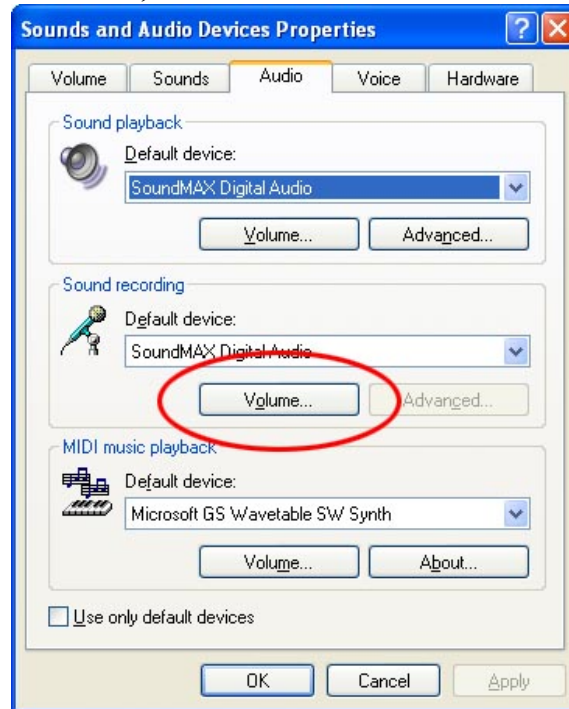 Sounds and Audio Devices Properties
Volume Sounds Audio Voice Hardware
Sound playback
Default device:
SoundMAX Digital Audio
Volume... Advanced...
Sound recording
Default device:
SoundMAX Digital Audio
Volume... Advanced...
MIDI music playback
Default device:
Microsoft GS Wavetable SW Synth
Volume... About...
Use only default devices
OK Cancel Apply